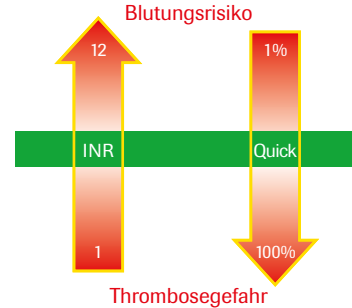 Blutungsrisiko
12 1%
INR Quick
1 100%
Thrombosegefahr